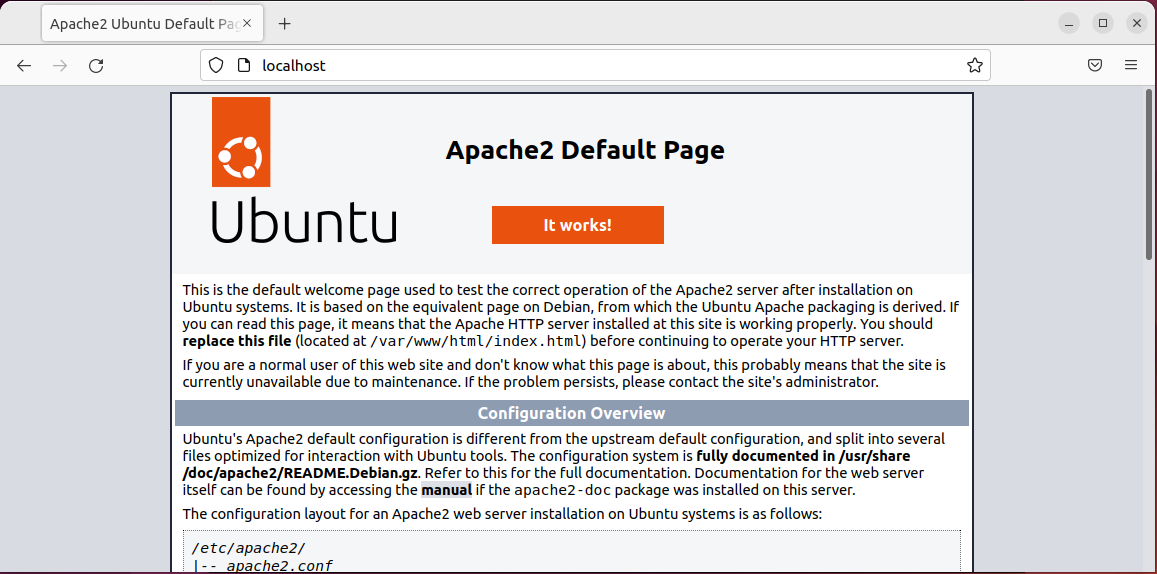 Apache2 Ubuntu Default Pag
localhost
Ubuntu
Apache2 Default Page
It works!
This is the default welcome page used to test the correct operation of the Apache2 server after installation on
Ubuntu systems. It is based on the equivalent page on Debian, from which the Ubuntu Apache packaging is derived. If
you can read this page, it means that the Apache HTTP server installed at this site is working properly. You should
replace this file (located at /var/www/html/index.html) before continuing to operate your HTTP server.
If you are a normal user of this web site and don't know what this page is about, this probably means that the site is
currently unavailable due to maintenance. If the problem persists, please contact the site's administrator.
Configuration Overview
Ubuntu's Apache2 default configuration is different from the upstream default configuration, and split into several
files optimized for interaction with Ubuntu tools. The configuration system is fully documented in /usr/share
/doc/apache2/README.Debian.gz. Refer to this for the full documentation. Documentation for the web server
itself can be found by accessing the manual if the apache2-doc package was installed on this server.
The configuration layout for an Apache2 web server installation on Ubuntu systems is as follows:
/etc/apache2/
|-- apache2.conf